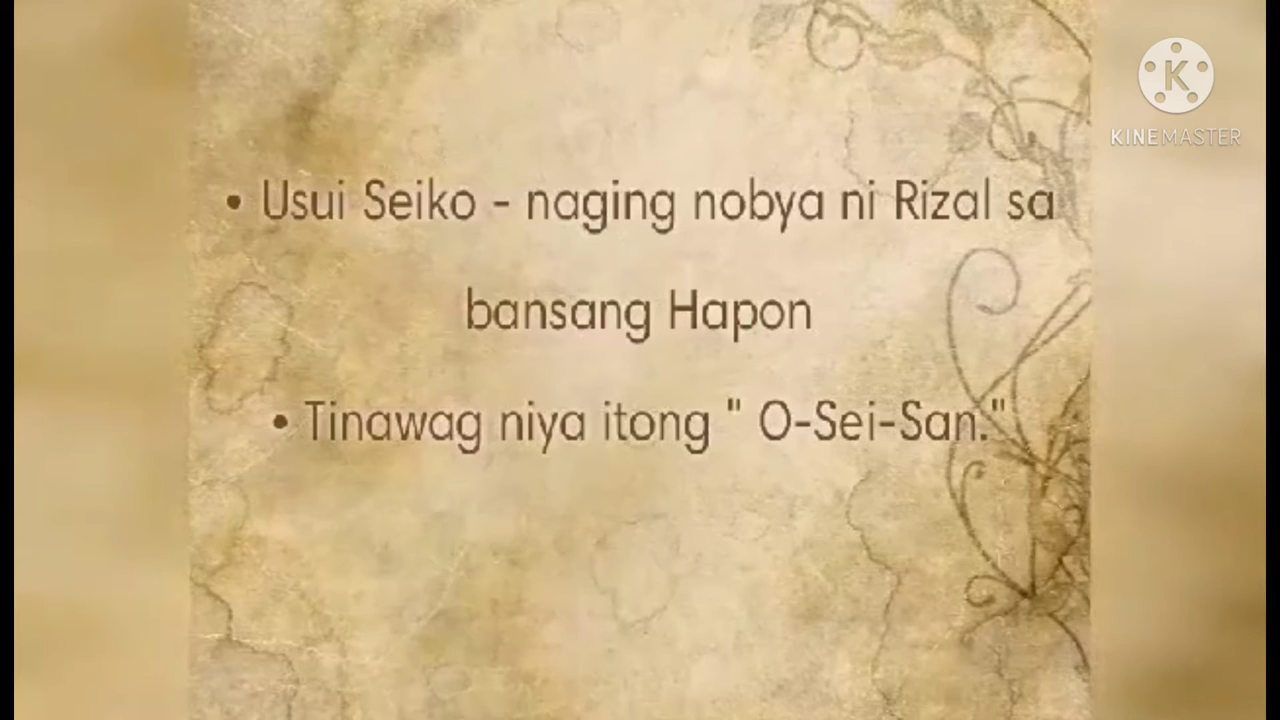 • Usui Seiko - naging nobya ni Rizal sa
bansang Hapon
• Tinawag niya itong " O-Sei-San."
K
KINEMASTER